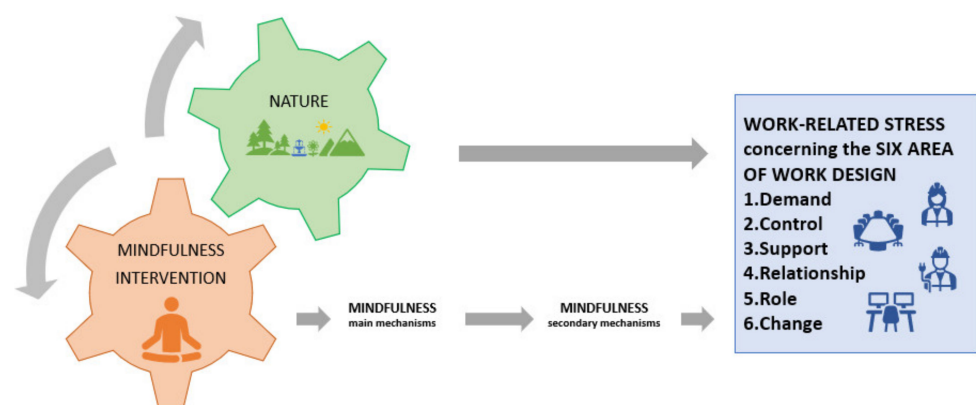 NATURE
MINDFULNESS
INTERVENTION
MINDFULNESS
main mechanisms
MINDFULNESS
secondary mechanisms
WORK-RELATED STRESS
concerning the SIX AREA
OF WORK DESIGN
1.Demand
2.Control
3.Support
4.Relationship
5.Role
6.Change